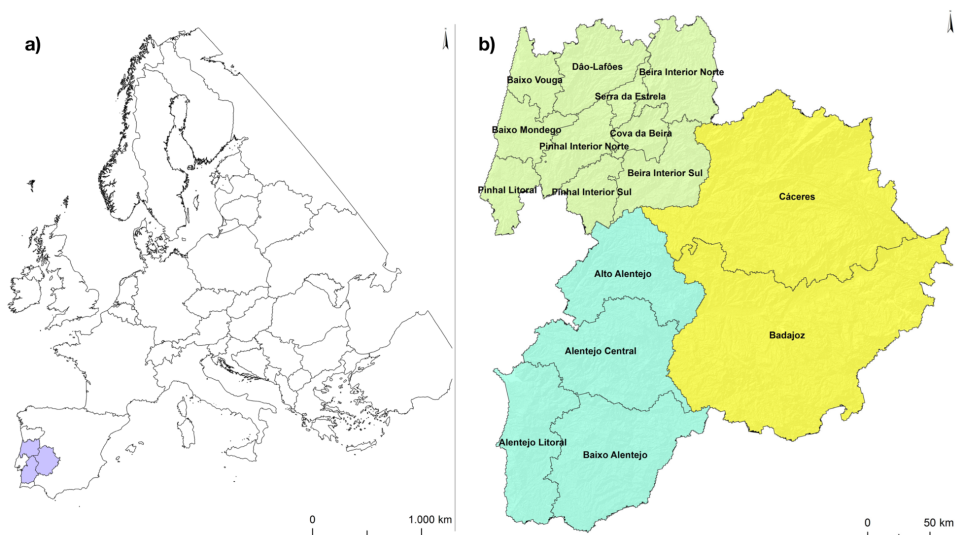 a)
b)
Dâo-Lafôes
Beira Interior Norte
Baixo Vouga
Serra da Estrela
Baixo Mondego
Cova da Beira
Pinhal Interior Norte
Beira Interior Sul
Pinhal Litoral
Pinhal Interior Sul
Cáceres
Alto Alentejo
Badajoz
Alentejo Central
Alentejo Litoral
Baixo Alentejo
0 1.000 km
0 50 km